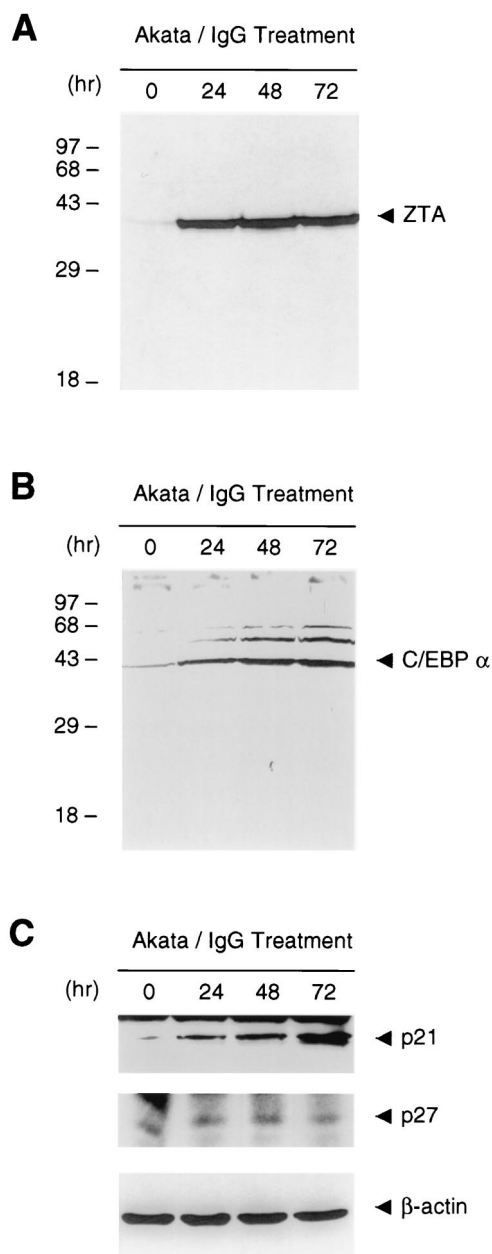 A
Akata / IgG Treatment
(hr) 0 24 48 72
97 –
68 –
43 –
◄ ZTA
29 –
18 –
B
Akata / IgG Treatment
(hr) 0 24 48 72
97 –
68 –
43 –
◄ C/EBP α
29 –
18 –
C
Akata / IgG Treatment
(hr) 0 24 48 72
◄ p21
◄ p27
◄ β-actin